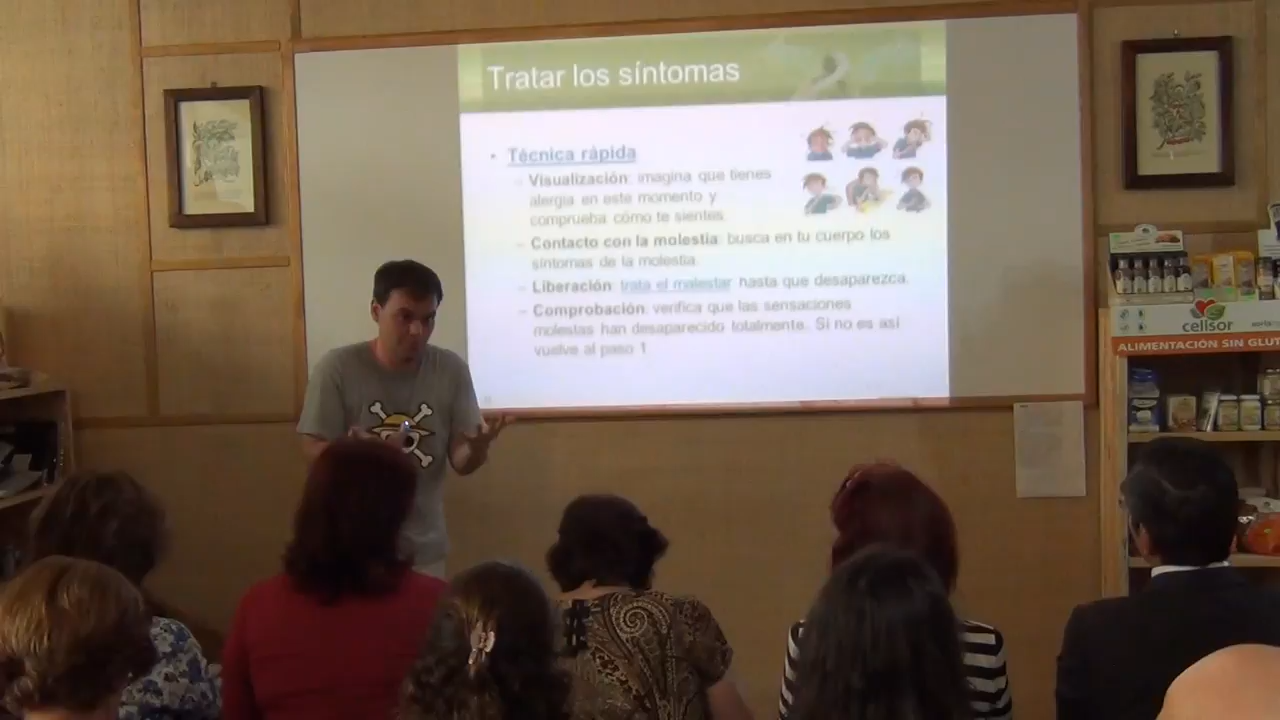 Tratar los síntomas
• Técnica rápida
– Visualización: imagina que tienes
alergia en este momento y
comprueba cómo te sientes.
– Contacto con la molestia: busca en tu cuerpo los
síntomas de la molestia.
– Liberación: trata el malestar hasta que desaparezca.
– Comprobación: verifica que las sensaciones
molestas han desaparecido totalmente. Si no es así
vuelve al paso 1
celisor
ALIMENTACIÓN SIN GLUT